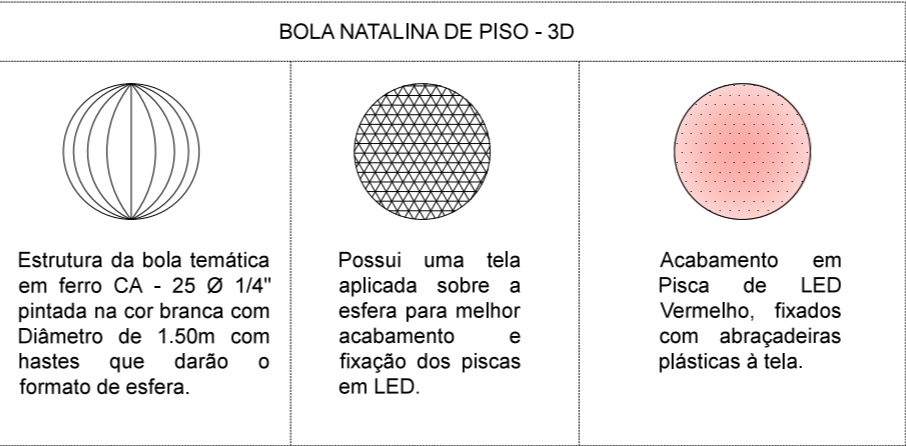 BOLA NATALINA DE PISO - 3D
Estrutura da bola temática
em ferro CA - 25 Ø 1/4"
pintada na cor branca com
Diâmetro de 1.50m com
hastes que darão o
formato de esfera.
Possui uma tela
aplicada sobre a
esfera para melhor
acabamento e
fixação dos piscas
em LED.
Acabamento em
Pisca de LED
Vermelho, fixados
com abraçadeiras
plásticas à tela.